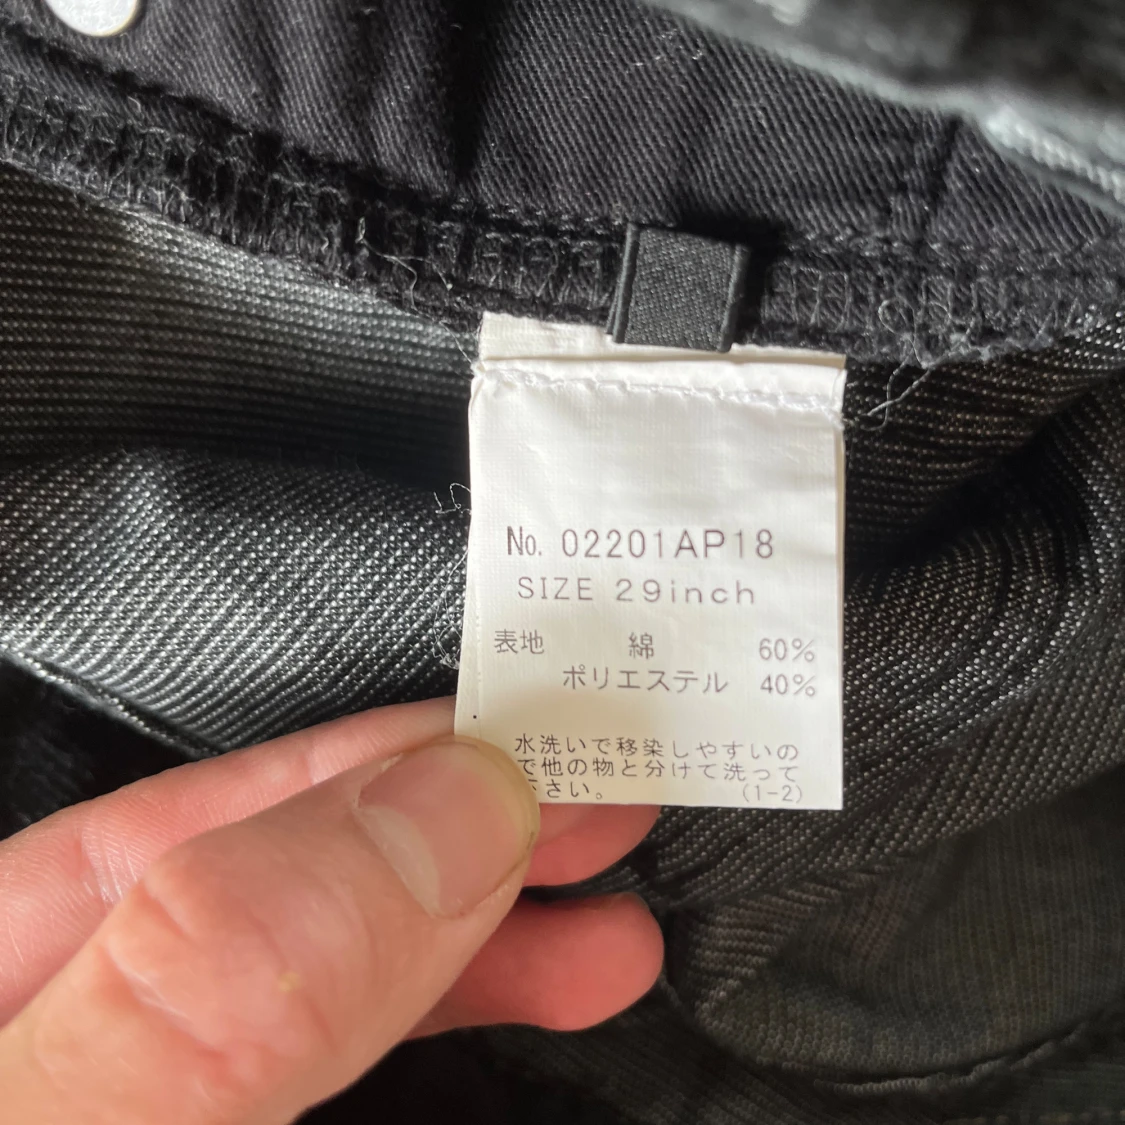 No. 02201AP18
SIZE 29inch
表地 綿 60%
ポリエステル 40%
水洗いで移染しやすいの
で他の物と分けて洗って
下さい。 (1-2)